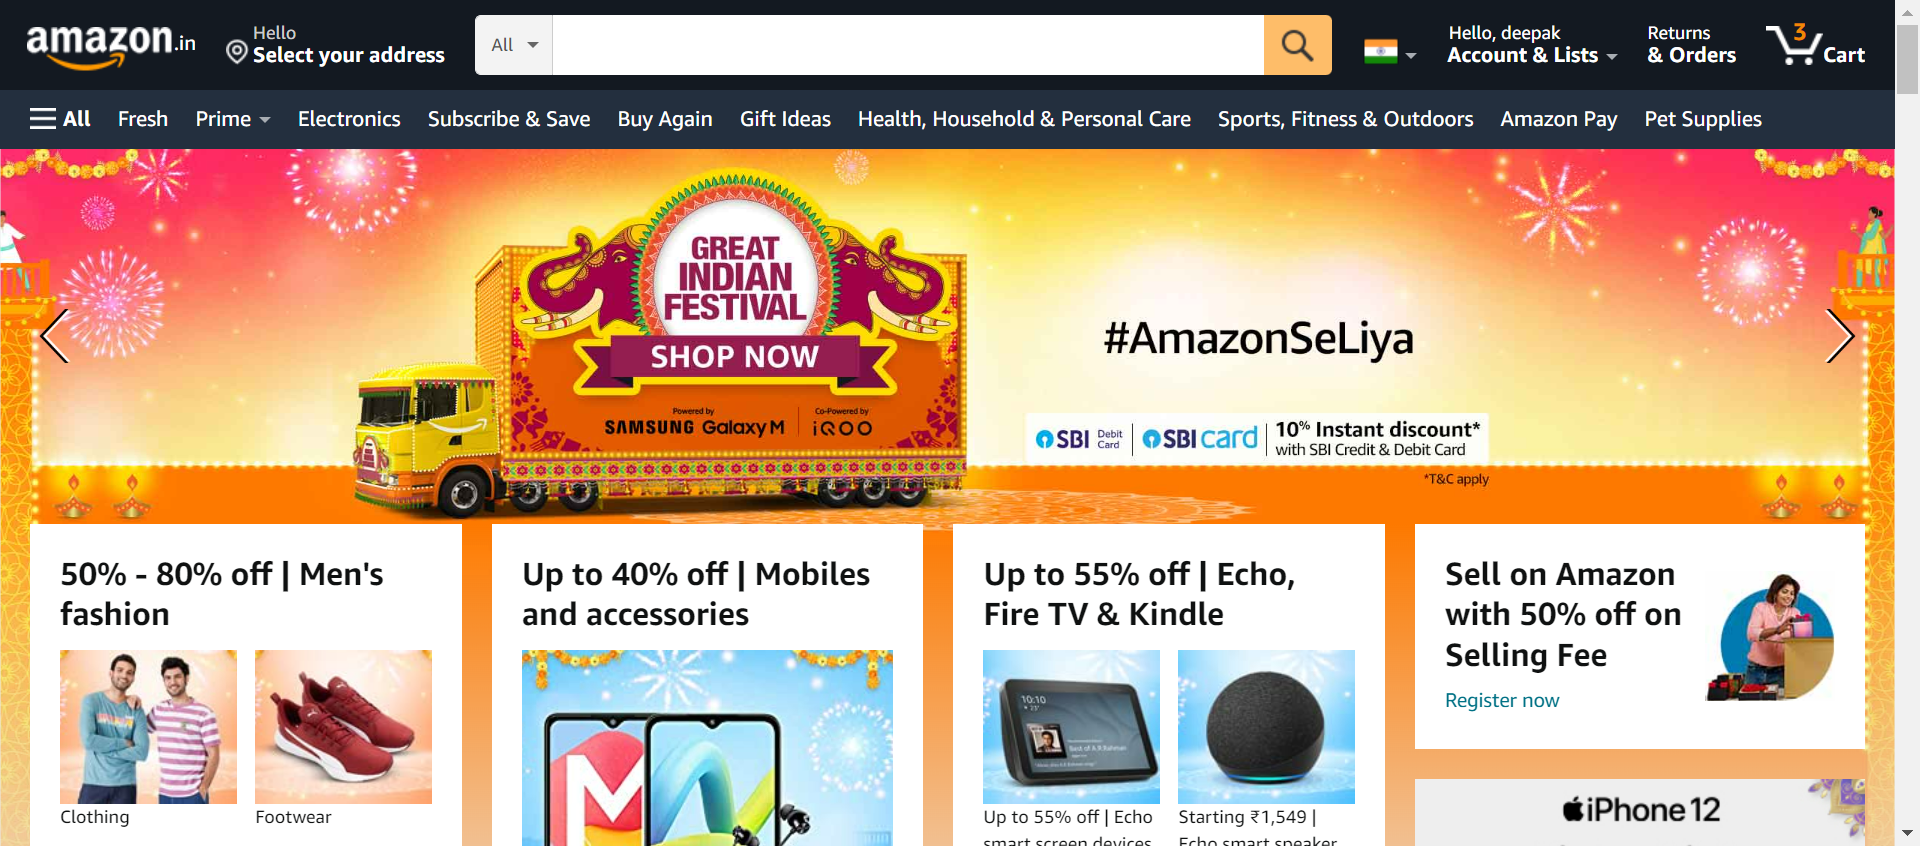 amazon.in
Hello
Select your address
All
Hello, deepak
Account & Lists
Returns
& Orders
3
Cart
All
Fresh
Prime
Electronics
Subscribe & Save
Buy Again
Gift Ideas
Health, Household & Personal Care
Sports, Fitness & Outdoors
Amazon Pay
Pet Supplies
GREAT
INDIAN
FESTIVAL
SHOP NOW
Powered by
SAMSUNG Galaxy M
Co-Powered by
iQOO
#AmazonSeLiya
SBI Debit Card
SBI card
10% Instant discount*
with SBI Credit & Debit Card
*T&C apply
50% - 80% off | Men's
fashion
Clothing
Footwear
Up to 40% off | Mobiles
and accessories
Up to 55% off | Echo,
Fire TV & Kindle
10:10
Best of A.R.Rahman
Up to 55% off | Echo
smart screen devices
Starting ₹1,549 |
Echo smart speaker
Sell on Amazon
with 50% off on
Selling Fee
Register now
iPhone 12